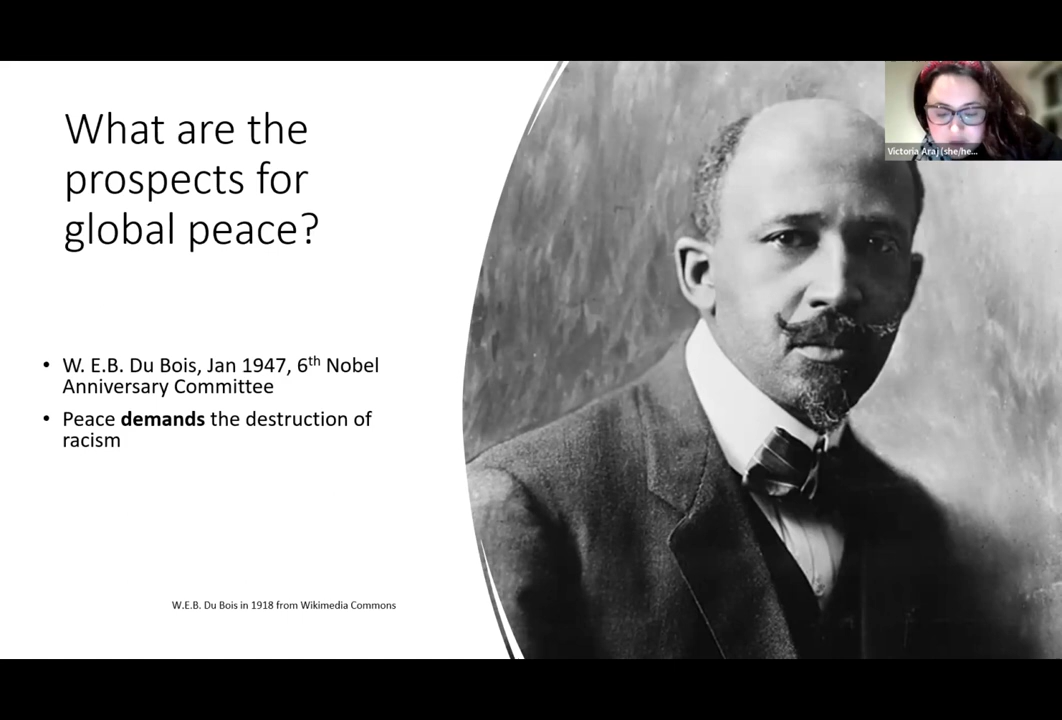 What are the
prospects for
global peace?
• W. E.B. Du Bois, Jan 1947, 6th Nobel
Anniversary Committee
• Peace demands the destruction of
racism
W.E.B. Du Bois in 1918 from Wikimedia Commons
Victoria Araj (she/he...